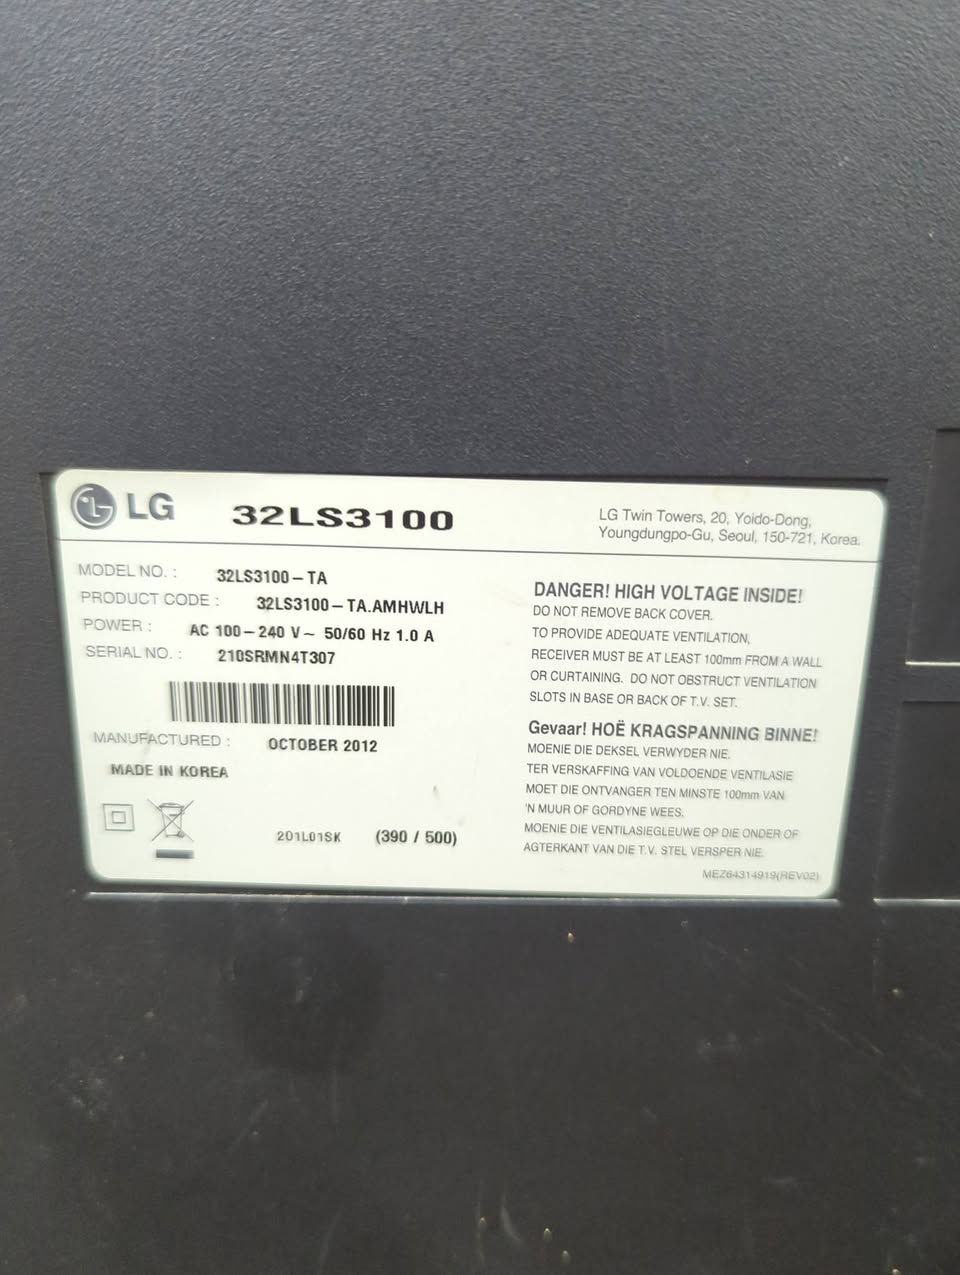 LG 32LS3100
LG Twin Towers, 20, Yoido-Dong,
Youngdungpo-Gu, Seoul, 150-721, Korea.
MODEL NO. : 32LS3100-TA
PRODUCT CODE : 32LS3100-TA.AMHWLH
POWER : AC 100-240 V~ 50/60 Hz 1.0 A
SERIAL NO. : 210SRMN4T307
MANUFACTURED : OCTOBER 2012
MADE IN KOREA
201L01SK (390 / 500)
DANGER! HIGH VOLTAGE INSIDE!
DO NOT REMOVE BACK COVER.
TO PROVIDE ADEQUATE VENTILATION,
RECEIVER MUST BE AT LEAST 100mm FROM A WALL
OR CURTAINING. DO NOT OBSTRUCT VENTILATION
SLOTS IN BASE OR BACK OF T.V. SET.
Gevaar! HOË KRAGSPANNING BINNE!
MOENIE DIE DEKSEL VERWYDER NIE.
TER VERSKAFFING VAN VOLDOENDE VENTILASIE
MOET DIE ONTVANGER TEN MINSTE 100mm VAN
'N MUUR OF GORDYNE WEES.
MOENIE DIE VENTILASIEGLEUWE OP DIE ONDER OF
AGTERKANT VAN DIE T.V. STEL VERSPER NIE.
MEZ64314919(REV02)